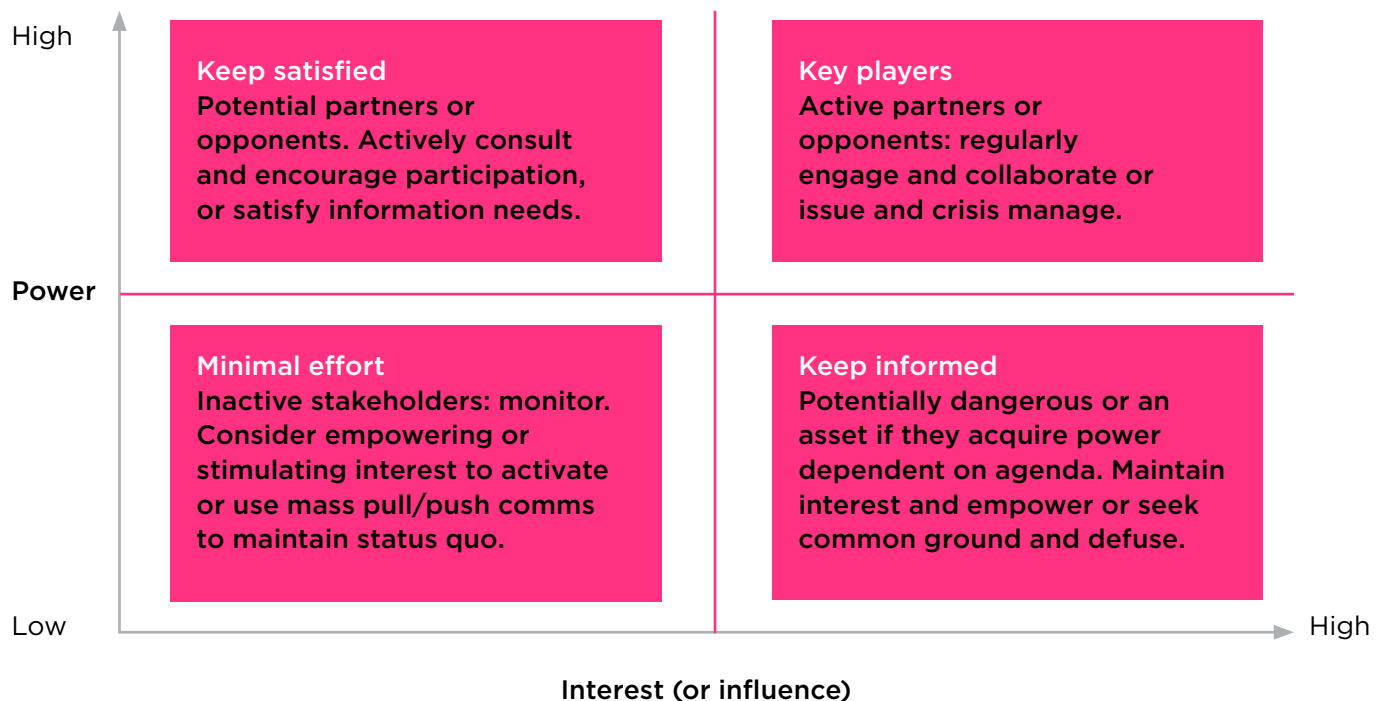 High
Keep satisfied
Potential partners or
opponents. Actively consult
and encourage participation,
or satisfy information needs.
Key players
Active partners or
opponents: regularly
engage and collaborate or
issue and crisis manage.
Power
Minimal effort
Inactive stakeholders: monitor.
Consider empowering or
stimulating interest to activate
or use mass pull/push comms
to maintain status quo.
Keep informed
Potentially dangerous or an
asset if they acquire power
dependent on agenda. Maintain
interest and empower or seek
common ground and defuse.
Low
High
Interest (or influence)